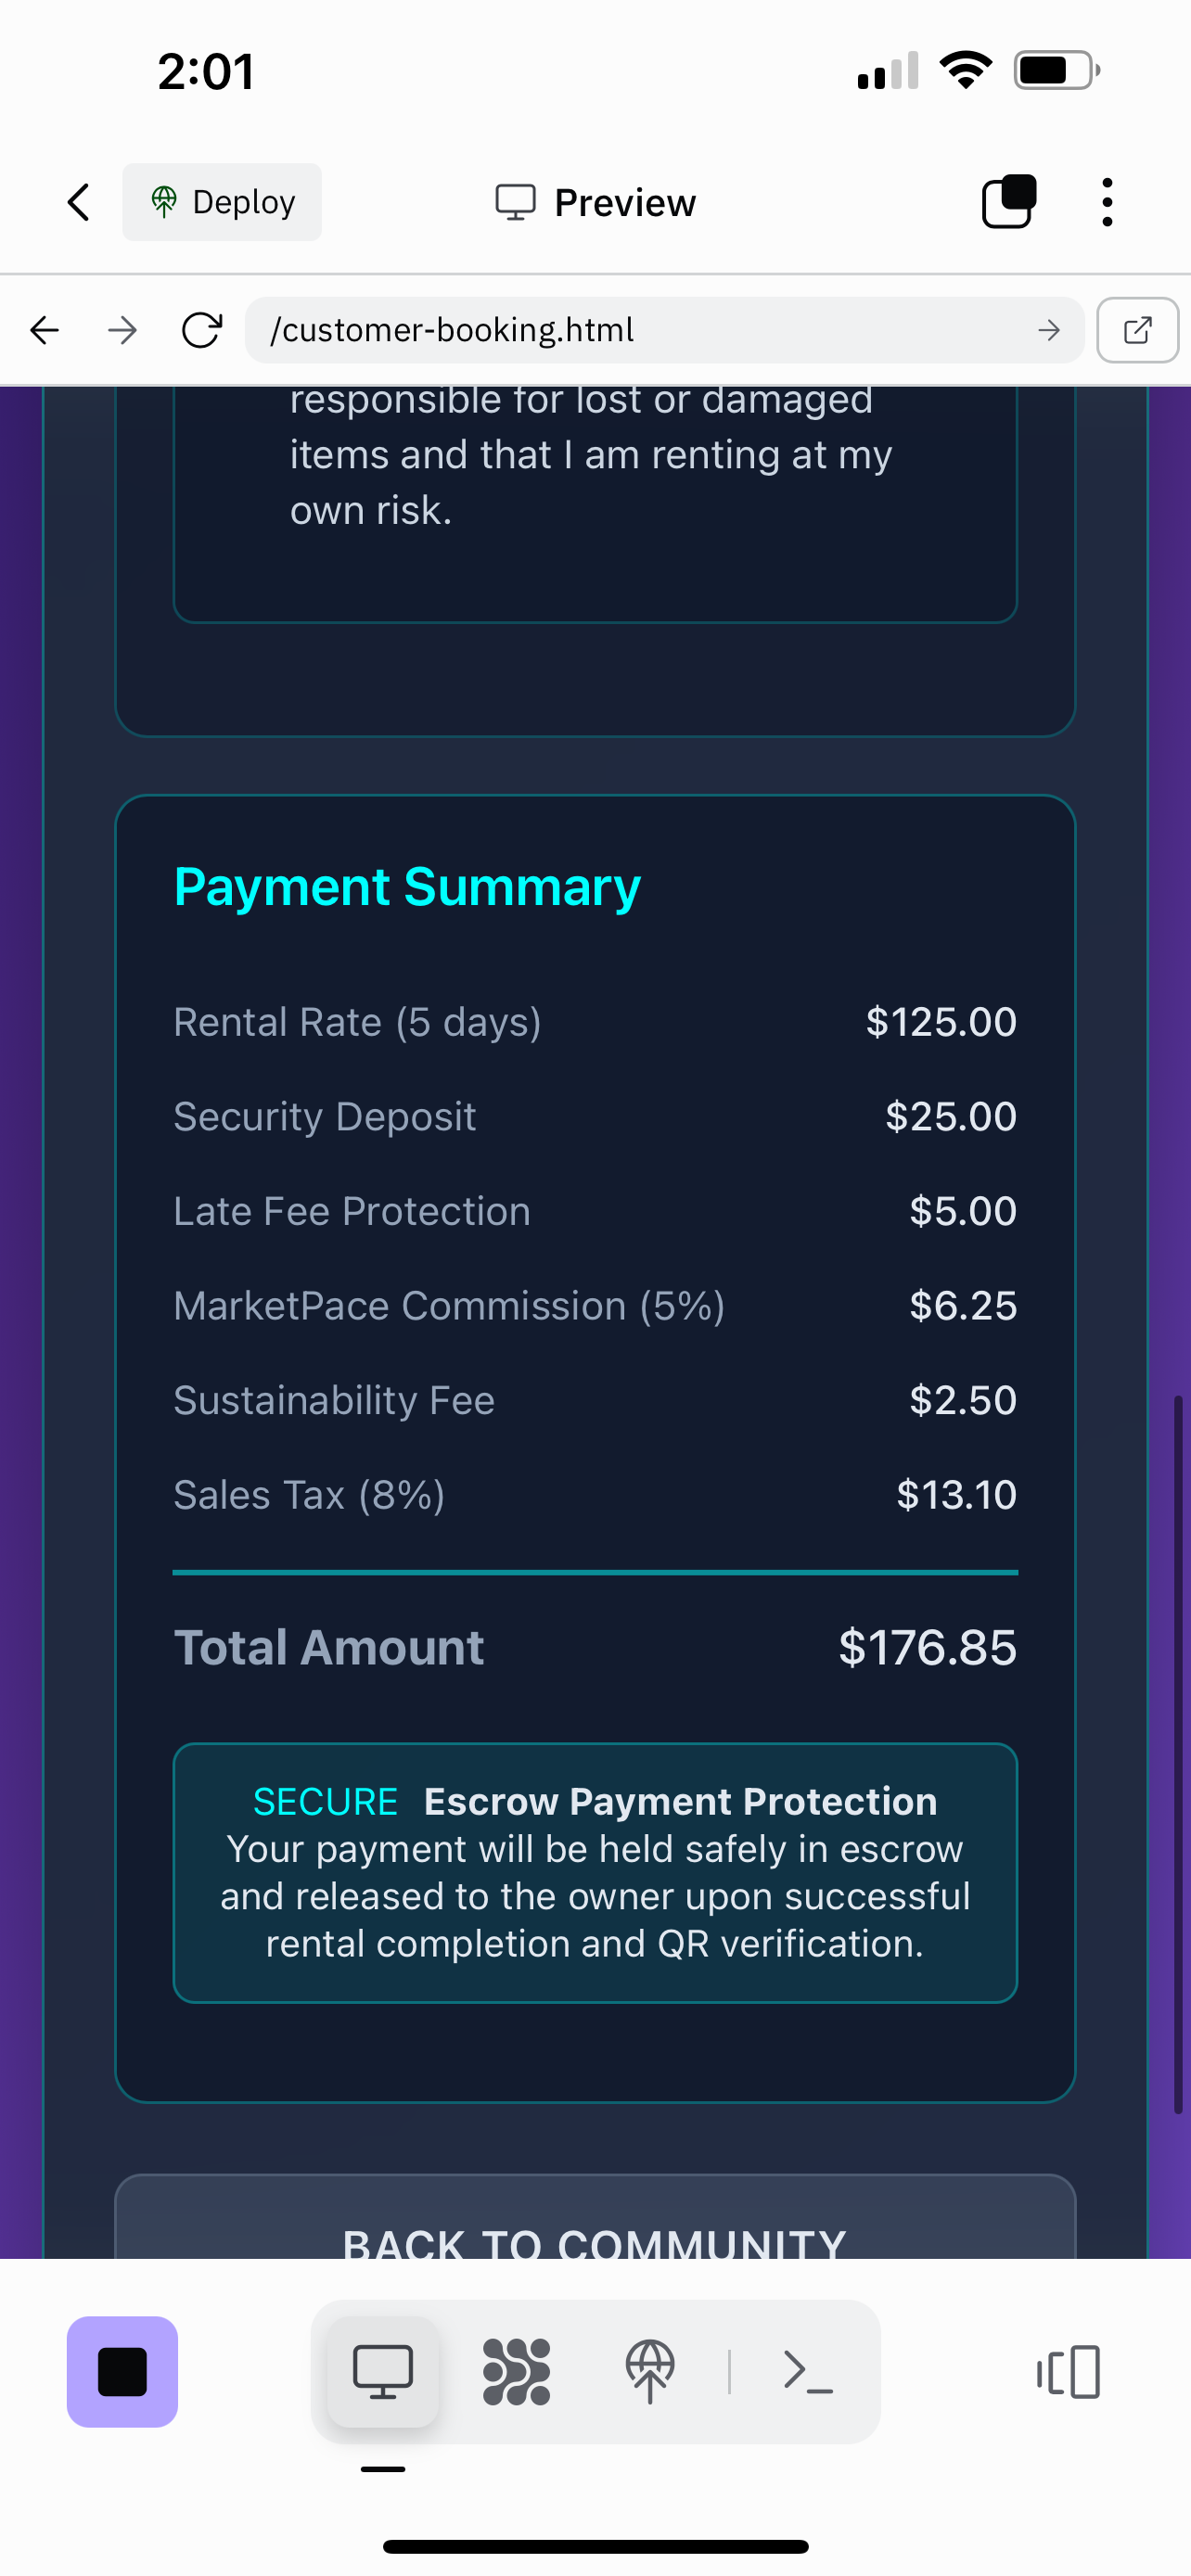 2:01
Deploy
Preview
/customer-booking.html
responsible for lost or damaged
items and that I am renting at my
own risk.
Payment Summary
Rental Rate (5 days) $125.00
Security Deposit $25.00
Late Fee Protection $5.00
MarketPace Commission (5%) $6.25
Sustainability Fee $2.50
Sales Tax (8%) $13.10
Total Amount $176.85
SECURE Escrow Payment Protection
Your payment will be held safely in escrow
and released to the owner upon successful
rental completion and QR verification.
BACK TO COMMUNITY